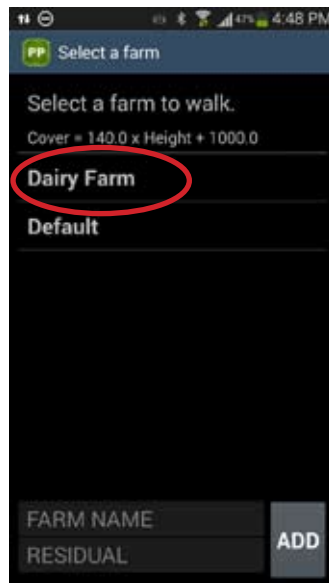 47% 4:48 PM
PP Select a farm
Select a farm to walk.
Cover = 140.0 x Height + 1000.0
Dairy Farm
Default
FARM NAME
RESIDUAL
ADD